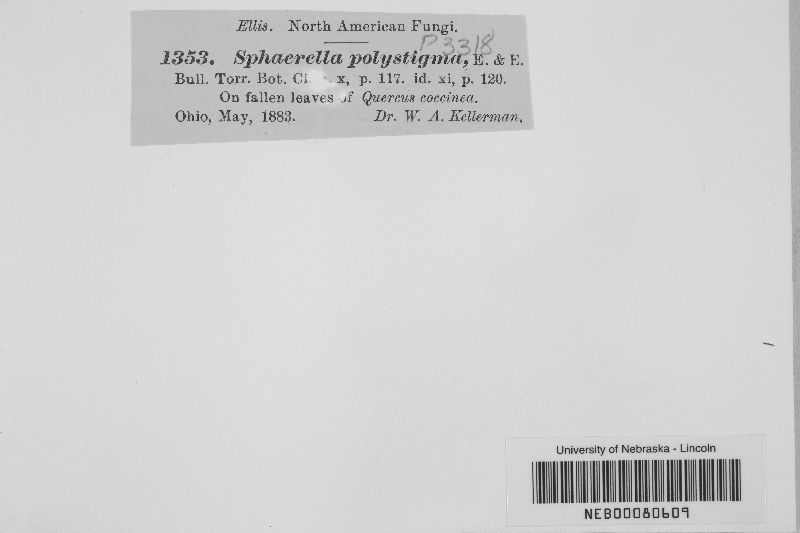 Ellis. North American Fungi.
P3318
1353. Sphaerella polystigma, E. & E.
Bull. Torr. Bot. x, p. 117. id. xi, p. 120.
On fallen leaves of Quercus coccinea.
Ohio, May, 1883. Dr. W. A. Kellerman.
University of Nebraska - Lincoln
NEB00080609